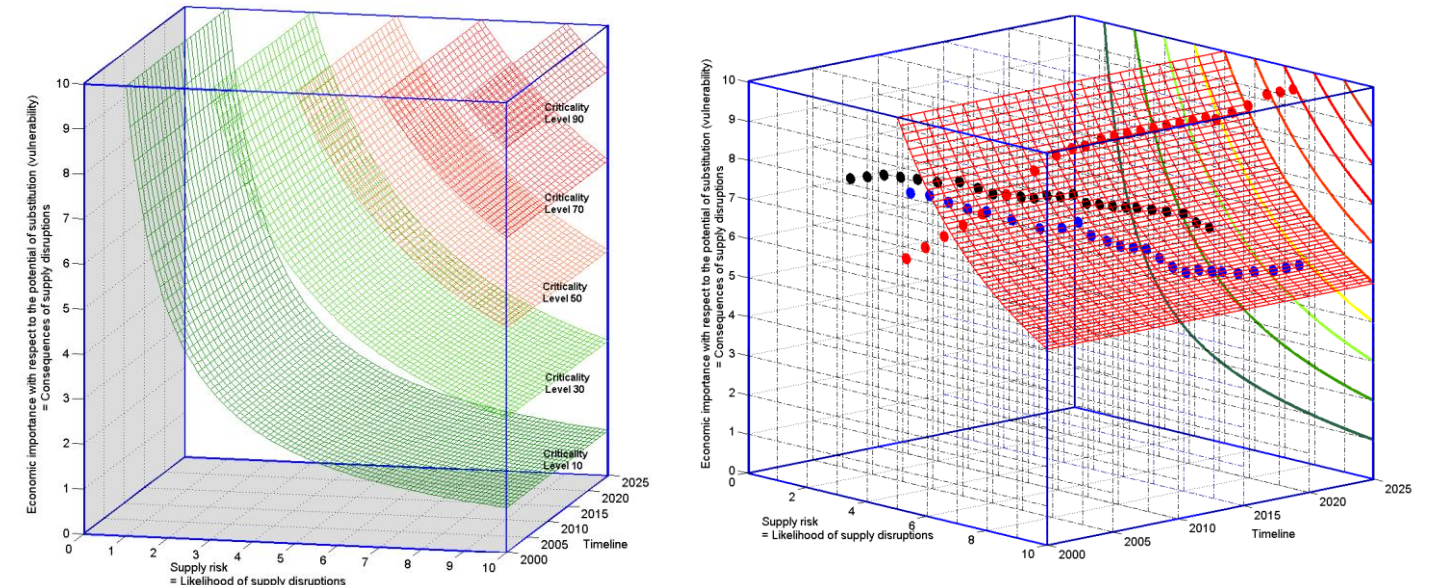 Economic importance with respect to the potential of substitution (vulnerability)
= Consequences of supply disruptions
10
9
8
7
6
5
4
3
2
1
0
Criticality
Level 90
Criticality
Level 70
Criticality
Level 50
Criticality
Level 30
Criticality
Level 10
0
1
2
3
4
5
6
7
8
9
10
Supply risk
= Likelihood of supply disruptions
2000
2005
2010
2015
2020
2025
Timeline
Economic importance with respect to the potential of substitution (vulnerability)
= Consequences of supply disruptions
10
9
8
7
6
5
4
3
2
1
0
0
2
4
6
8
10
Supply risk
= Likelihood of supply disruptions
2000
2005
2010
2015
2020
2025
Timeline